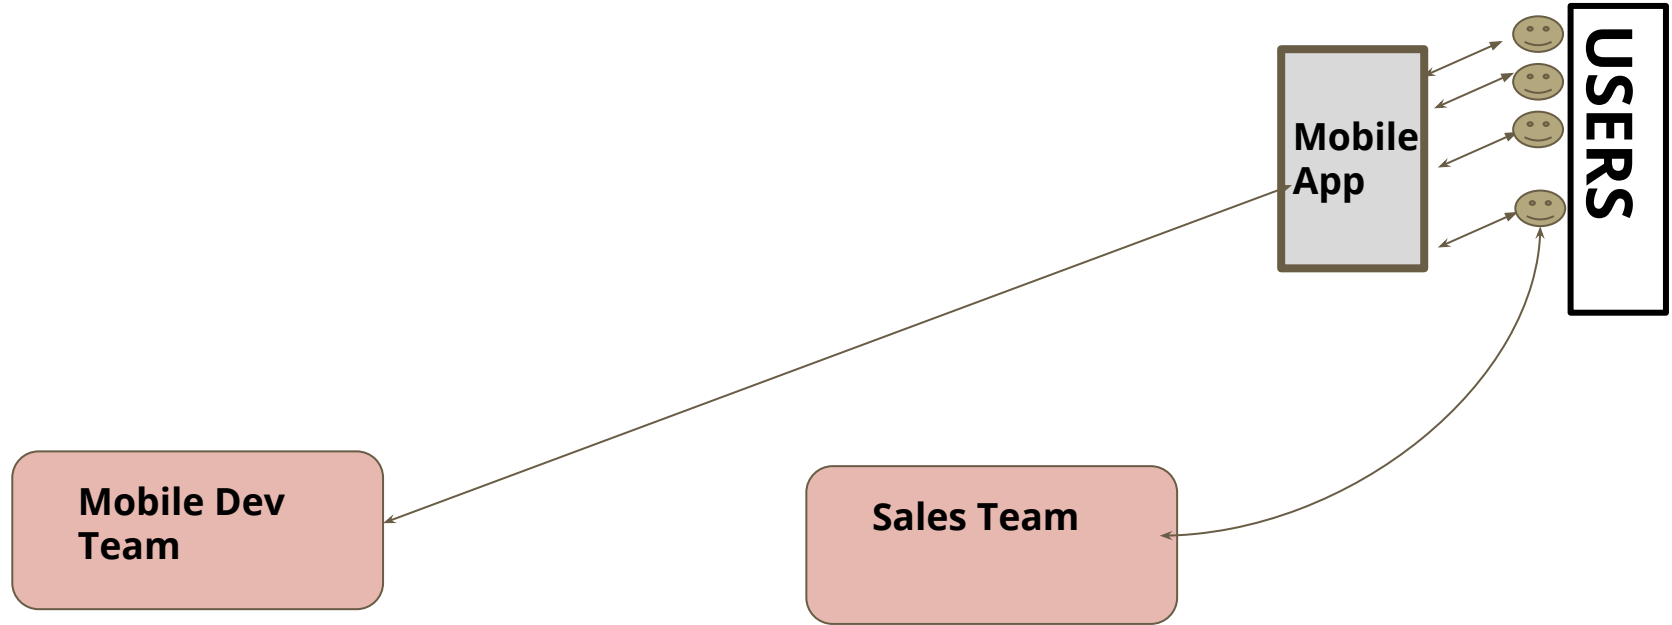 USERS
Mobile
App
Mobile Dev
Team
Sales Team